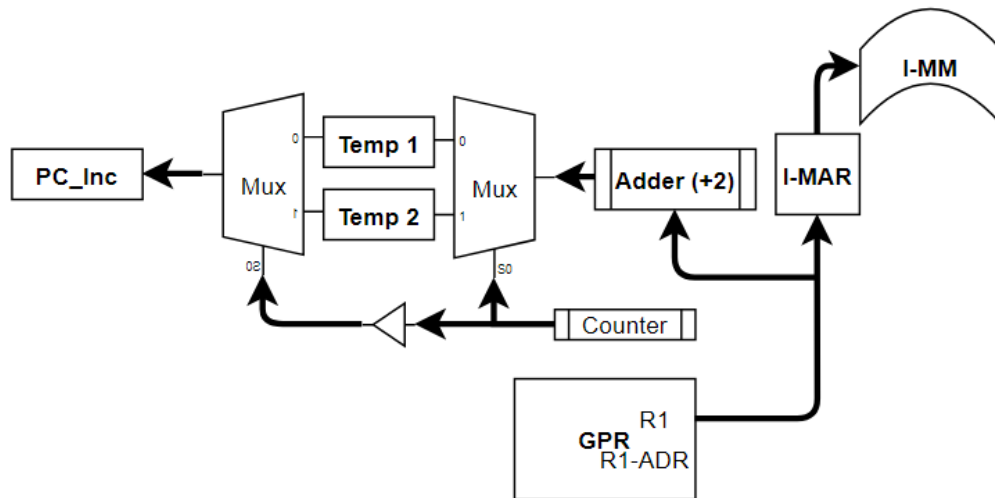 I-MM
0
Temp 1
0
PC_Inc
Mux
Mux
Adder (+2)
I-MAR
1
Temp 2
1
S0
S0
Counter
R1
GPR
R1-ADR